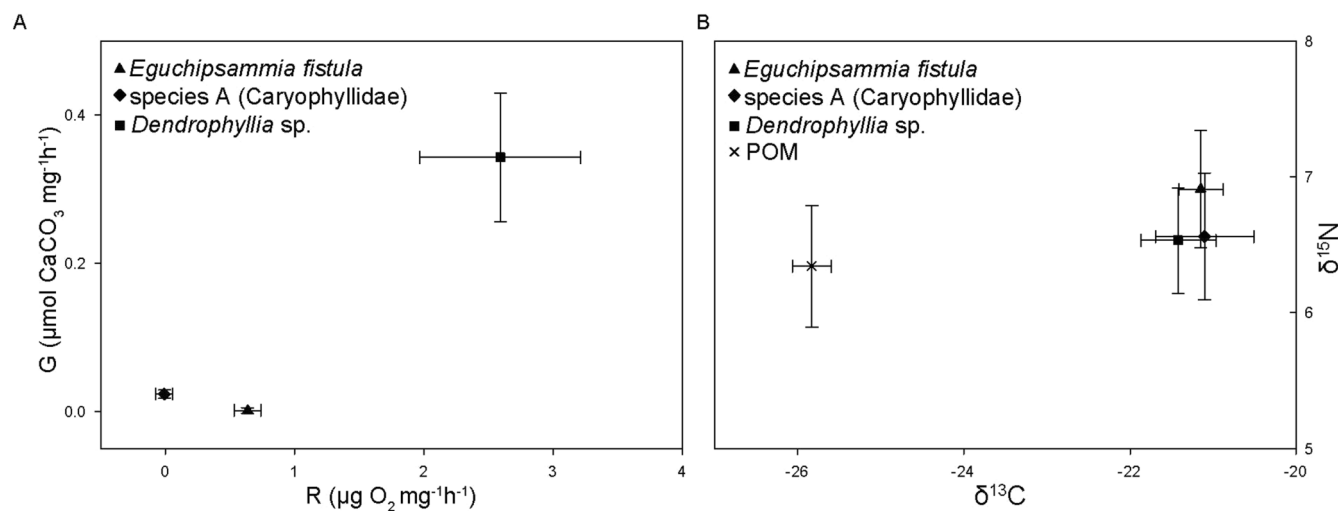 A
Eguchipsammia fistula
species A (Caryophyllidae)
Dendrophyllia sp.
0.4
0.2
0.0
G (µmol CaCO₃ mg⁻¹h⁻¹)
0 1 2 3 4
R (µg O₂ mg⁻¹h⁻¹)
B
Eguchipsammia fistula
species A (Caryophyllidae)
Dendrophyllia sp.
POM
8
7
6
5
δ¹⁵N
-26 -24 -22 -20
δ¹³C